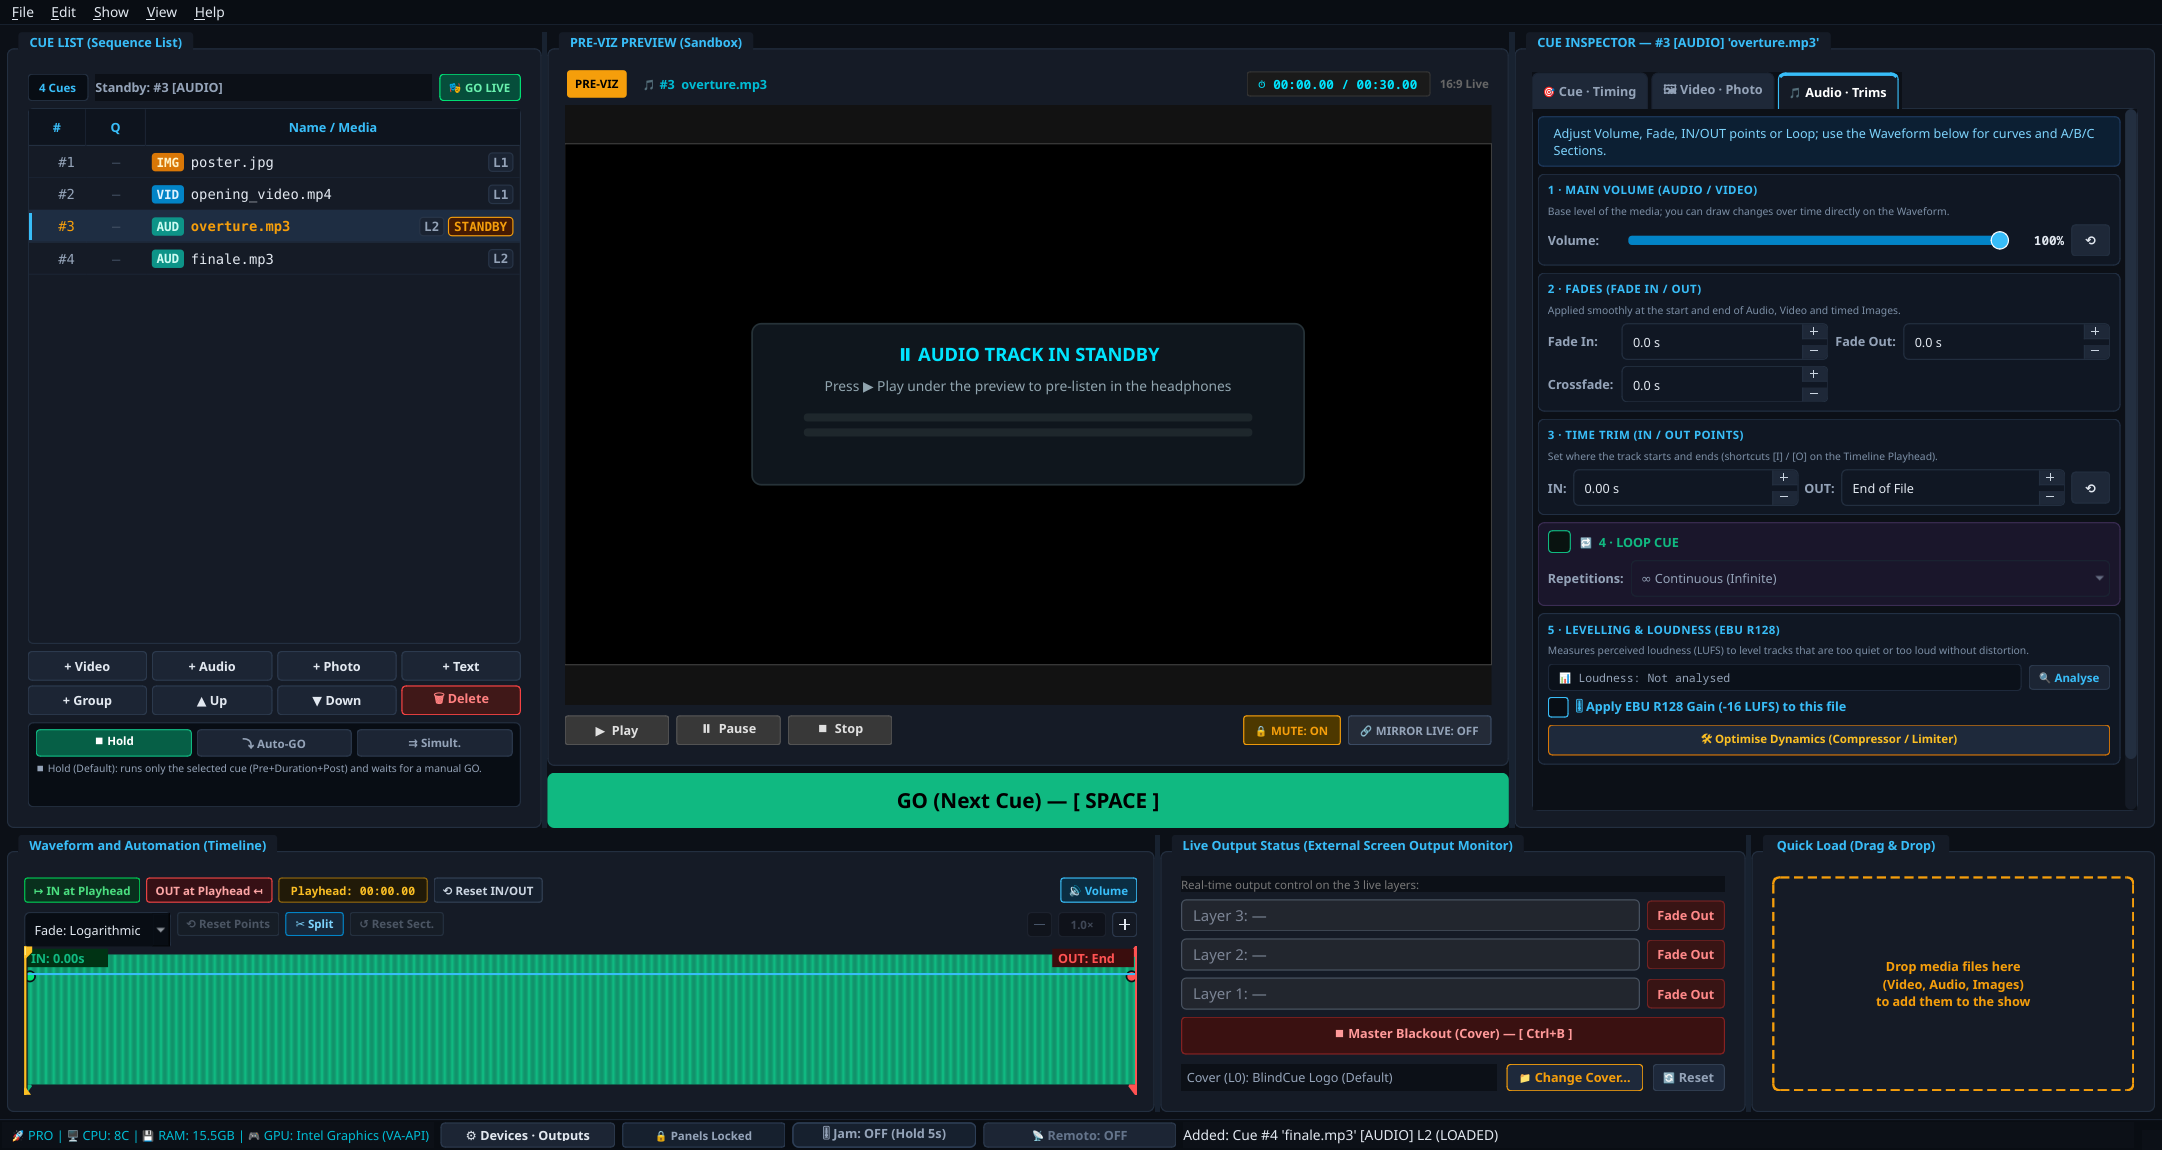 File Edit Show View Help
CUE LIST (Sequence List)
4 Cues Standby: #3 [AUDIO] GO LIVE
# Q Name / Media
#1 – IMG poster.jpg L1
#2 – VID opening_video.mp4 L1
#3 – AUD overture.mp3 L2 STANDBY
#4 – AUD finale.mp3 L2
+ Video + Audio + Photo + Text
+ Group ▲ Up ▼ Down Delete
■ Hold Auto-GO ⇉ Simult.
■ Hold (Default): runs only the selected cue (Pre+Duration+Post) and waits for a manual GO.
PRE-VIZ PREVIEW (Sandbox)
PRE-VIZ #3 overture.mp3 00:00.00 / 00:30.00 16:9 Live
AUDIO TRACK IN STANDBY
Press ▶ Play under the preview to pre-listen in the headphones
▶ Play ⏸ Pause ■ Stop MUTE: ON MIRROR LIVE: OFF
GO (Next Cue) — [ SPACE ]
CUE INSPECTOR — #3 [AUDIO] 'overture.mp3'
Cue · Timing Video · Photo Audio · Trims
Adjust Volume, Fade, IN/OUT points or Loop; use the Waveform below for curves and A/B/C
Sections.
1 · MAIN VOLUME (AUDIO / VIDEO)
Base level of the media; you can draw changes over time directly on the Waveform.
Volume: 100% ⟲
2 · FADES (FADE IN / OUT)
Applied smoothly at the start and end of Audio, Video and timed Images.
Fade In: 0.0 s + − Fade Out: 0.0 s + −
Crossfade: 0.0 s + −
3 · TIME TRIM (IN / OUT POINTS)
Set where the track starts and ends (shortcuts [I] / [O] on the Timeline Playhead).
IN: 0.00 s + − OUT: End of File + − ⟲
4 · LOOP CUE
Repetitions: ∞ Continuous (Infinite)
5 · LEVELLING & LOUDNESS (EBU R128)
Measures perceived loudness (LUFS) to level tracks that are too quiet or too loud without distortion.
Loudness: Not analysed Analyse
Apply EBU R128 Gain (-16 LUFS) to this file
Optimise Dynamics (Compressor / Limiter)
Waveform and Automation (Timeline)
↦ IN at Playhead OUT at Playhead ↤ Playhead: 00:00.00 ⟲ Reset IN/OUT Volume
Fade: Logarithmic ⟲ Reset Points ✂ Split ↺ Reset Sect. − 1.0× +
IN: 0.00s OUT: End
Live Output Status (External Screen Output Monitor)
Real-time output control on the 3 live layers:
Layer 3: — Fade Out
Layer 2: — Fade Out
Layer 1: — Fade Out
■ Master Blackout (Cover) — [ Ctrl+B ]
Cover (L0): BlindCue Logo (Default) Change Cover... Reset
Quick Load (Drag & Drop)
Drop media files here
(Video, Audio, Images)
to add them to the show
PRO | CPU: 8C | RAM: 15.5GB | GPU: Intel Graphics (VA-API) Devices · Outputs Panels Locked Jam: OFF (Hold 5s) Remoto: OFF Added: Cue #4 'finale.mp3' [AUDIO] L2 (LOADED)